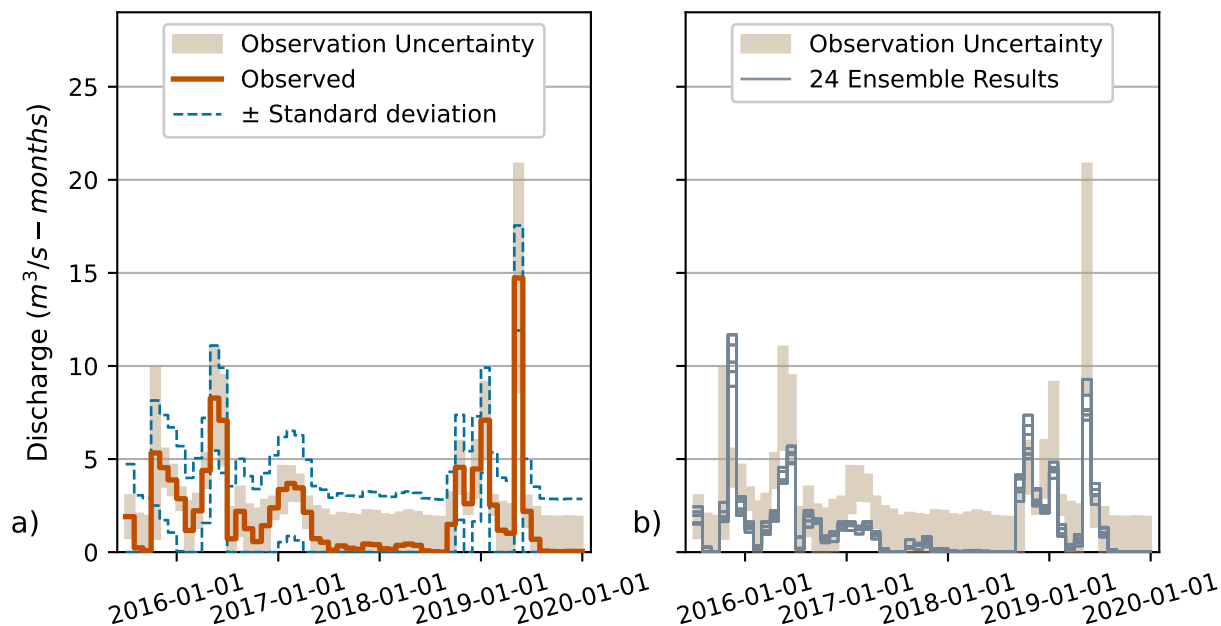 Observation Uncertainty
Observed
± Standard deviation
Observation Uncertainty
24 Ensemble Results
Discharge (m³/s − months)
25
20
15
10
5
0
a)
b)
2016-01-01
2017-01-01
2018-01-01
2019-01-01
2020-01-01
2016-01-01
2017-01-01
2018-01-01
2019-01-01
2020-01-01